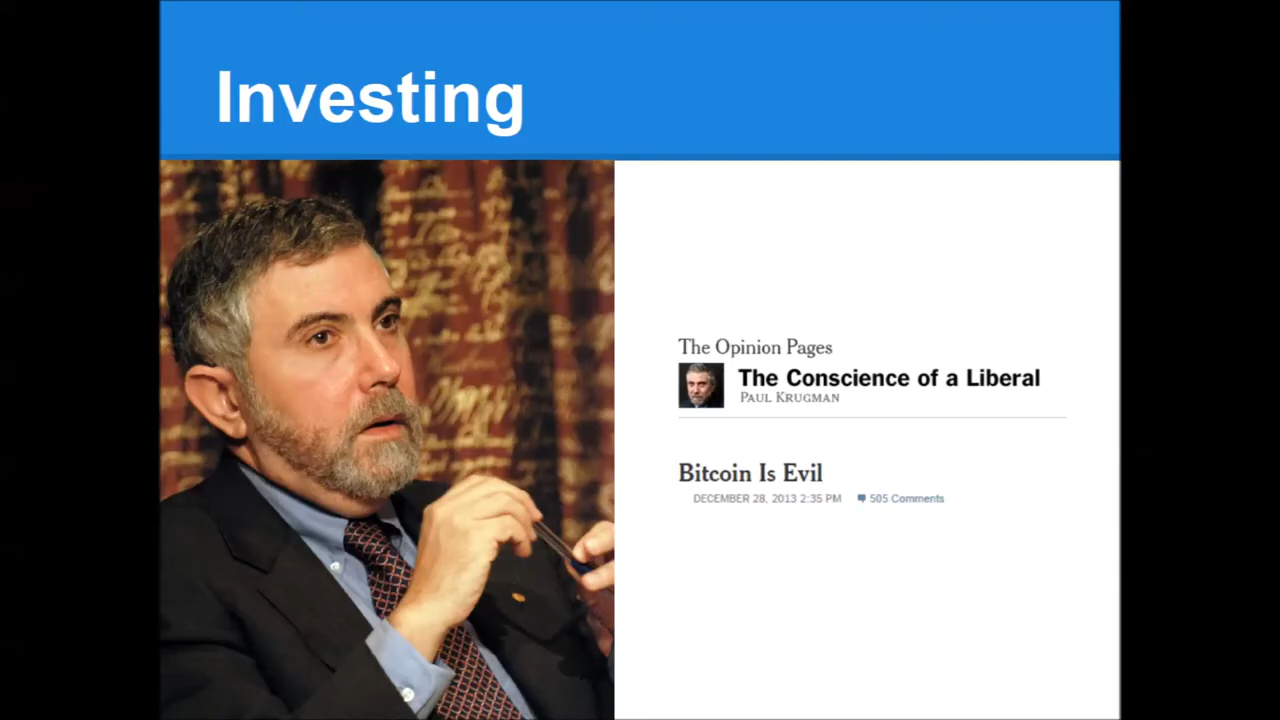 Investing
The Opinion Pages
The Conscience of a Liberal
PAUL KRUGMAN
Bitcoin Is Evil
DECEMBER 28, 2013 2:35 PM 505 Comments